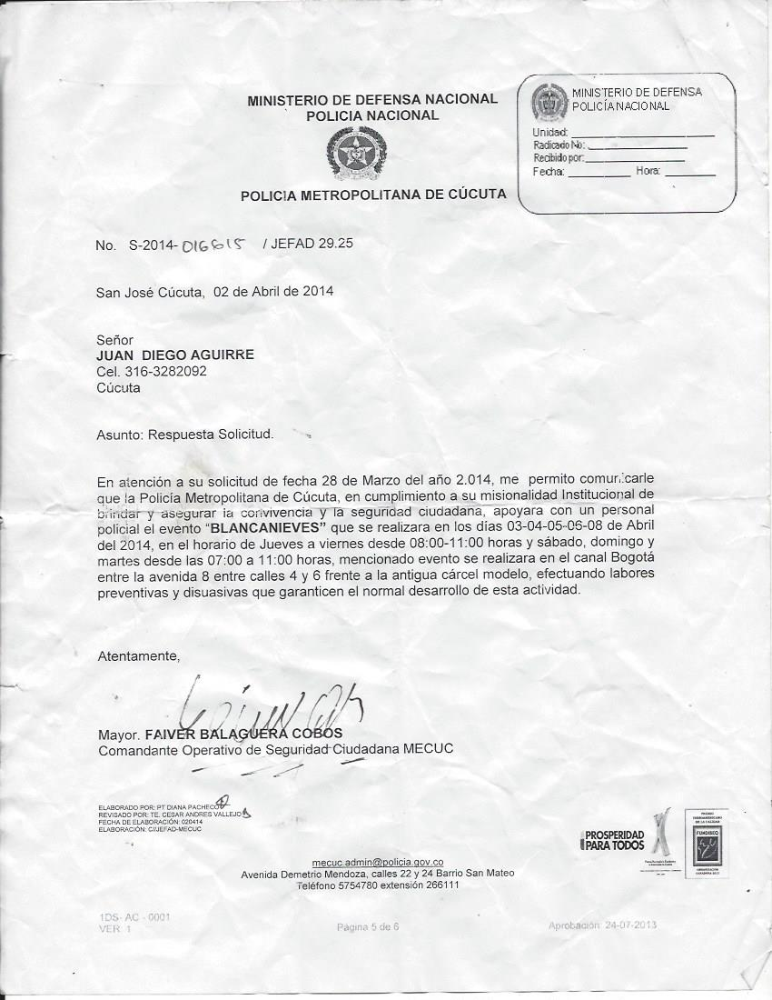 MINISTERIO DE DEFENSA NACIONAL
POLICIA NACIONAL
POLICIA METROPOLITANA DE CÚCUTA
MINISTERIO DE DEFENSA
POLICÍA NACIONAL
Unidad:
Radicado No:
Recibido por:
Fecha: Hora:
No. S-2014- / JEFAD 29.25
San José Cúcuta, 02 de Abril de 2014
Señor
JUAN DIEGO AGUIRRE
Cel. 316-3282092
Cúcuta
Asunto: Respuesta Solicitud.
En atención a su solicitud de fecha 28 de Marzo del año 2.014, me permito comunicarle
que la Policía Metropolitana de Cúcuta, en cumplimiento a su misionalidad Institucional de
brindar y asegurar la convivencia y la seguridad ciudadana, apoyara con un personal
policial el evento “BLANCANIEVES” que se realizara en los días 03-04-05-06-08 de Abril
del 2014, en el horario de Jueves a viernes desde 08:00-11:00 horas y sábado, domingo y
martes desde las 07:00 a 11:00 horas, mencionado evento se realizara en el canal Bogotá
entre la avenida 8 entre calles 4 y 6 frente a la antigua cárcel modelo, efectuando labores
preventivas y disuasivas que garanticen el normal desarrollo de esta actividad.
Atentamente,
Mayor. FAIVER BALAGUERA COBOS
Comandante Operativo de Seguridad Ciudadana MECUC
ELABORADO POR: PT DIANA PACHECO
REVISADO POR: TE. CESAR ANDRES VALLEJO
FECHA DE ELABORACIÓN: 020414
ELABORACIÓN: C//JEFAD-MECUC
PROSPERIDAD
PARA TODOS
PREMIO
IBEROAMERICANO
DE LA CALIDAD
FUNDIBEQ
mecuc.admin@policia.gov.co
Avenida Demetrio Mendoza, calles 22 y 24 Barrio San Mateo
Teléfono 5754780 extensión 266111
1DS- AC - 0001
VER: 1
Página 5 de 6
Aprobación: 24-07-2013